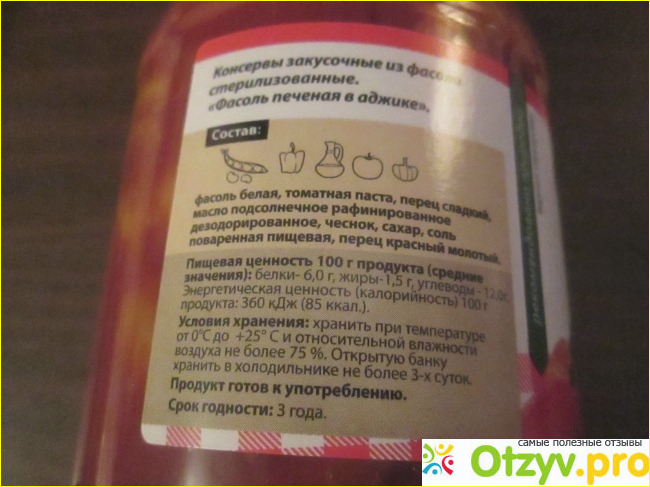 Консервы закусочные из фасоли
стерилизованные.
«Фасоль печеная в аджике».
Состав:
фасоль белая, томатная паста, перец сладкий,
масло подсолнечное рафинированное
дезодорированное, чеснок, сахар, соль
поваренная пищевая, перец красный молотый.
Пищевая ценность 100 г продукта (средние
значения): белки- 6,0 г, жиры-1,5 г, углеводы - 12,0г.
Энергетическая ценность (калорийность) 100 г
продукта: 360 кДж (85 ккал.).
Условия хранения: хранить при температуре
от 0°С до +25° С и относительной влажности
воздуха не более 75 %. Открытую банку
хранить в холодильнике не более 3-х суток.
Продукт готов к употреблению.
Срок годности: 3 года.
самые полезные отзывы
Otzyv.pro